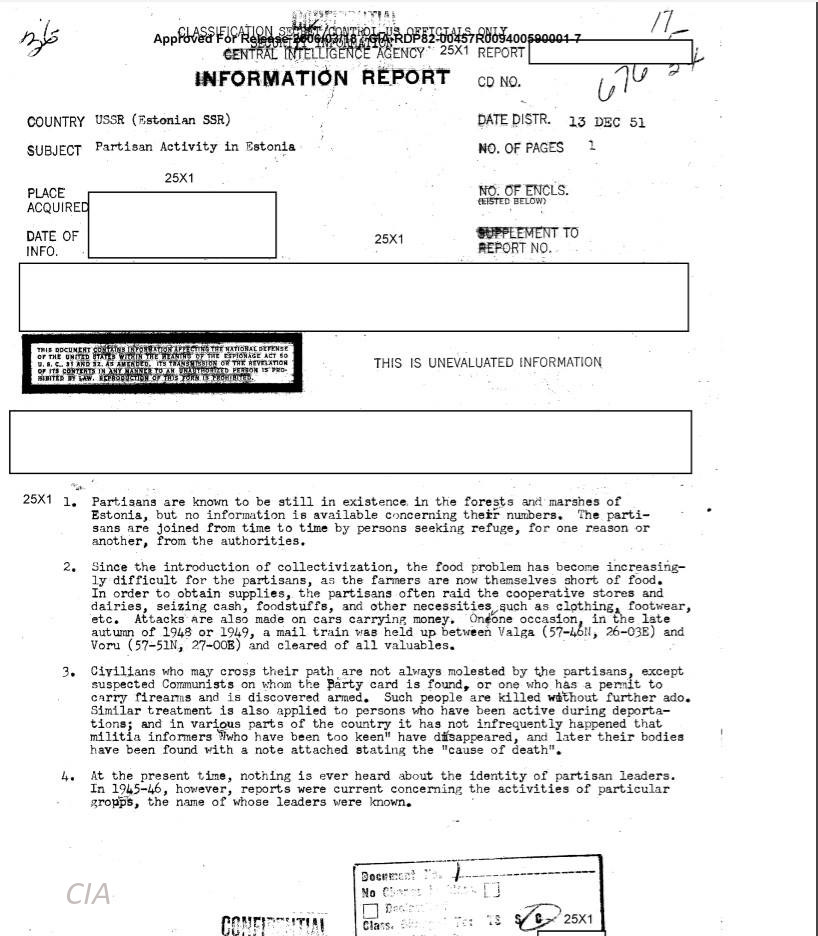 CONFIDENTIAL
17-
CLASSIFICATION SECRET/CONTROL-US OFFICIALS ONLY
Approved For Release 2006/03/18 : CIA-RDP82-00457R009400590001-7
SECURITY INFORMATION
CENTRAL INTELLIGENCE AGENCY 25X1 REPORT
INFORMATION REPORT CD NO.
676
COUNTRY USSR (Estonian SSR) DATE DISTR. 13 DEC 51
SUBJECT Partisan Activity in Estonia NO. OF PAGES 1
25X1
PLACE ACQUIRED NO. OF ENCLS. (LISTED BELOW)
DATE OF INFO. 25X1 SUPPLEMENT TO REPORT NO.
THIS DOCUMENT CONTAINS INFORMATION AFFECTING THE NATIONAL DEFENSE
OF THE UNITED STATES WITHIN THE MEANING OF THE ESPIONAGE ACT 50
U. S. C., 31 AND 32, AS AMENDED. ITS TRANSMISSION OR THE REVELATION
OF ITS CONTENTS IN ANY MANNER TO AN UNAUTHORIZED PERSON IS PRO-
HIBITED BY LAW. REPRODUCTION OF THIS FORM IS PROHIBITED.
THIS IS UNEVALUATED INFORMATION
25X1 1. Partisans are known to be still in existence in the forests and marshes of
Estonia, but no information is available concerning their numbers. The parti-
sans are joined from time to time by persons seeking refuge, for one reason or
another, from the authorities.
2. Since the introduction of collectivization, the food problem has become increasing-
ly difficult for the partisans, as the farmers are now themselves short of food.
In order to obtain supplies, the partisans often raid the cooperative stores and
dairies, seizing cash, foodstuffs, and other necessities such as clothing, footwear,
etc. Attacks are also made on cars carrying money. On one occasion, in the late
autumn of 1948 or 1949, a mail train was held up between Valga (57-46N, 26-03E) and
Voru (57-51N, 27-00E) and cleared of all valuables.
3. Civilians who may cross their path are not always molested by the partisans, except
suspected Communists on whom the Party card is found, or one who has a permit to
carry firearms and is discovered armed. Such people are killed without further ado.
Similar treatment is also applied to persons who have been active during deporta-
tions; and in various parts of the country it has not infrequently happened that
militia informers "who have been too keen" have disappeared, and later their bodies
have been found with a note attached stating the "cause of death".
4. At the present time, nothing is ever heard about the identity of partisan leaders.
In 1945-46, however, reports were current concerning the activities of particular
groups, the name of whose leaders were known.
CIA
CONFIDENTIAL
Document No. 1
No Change
Class. To: TS S C 25X1